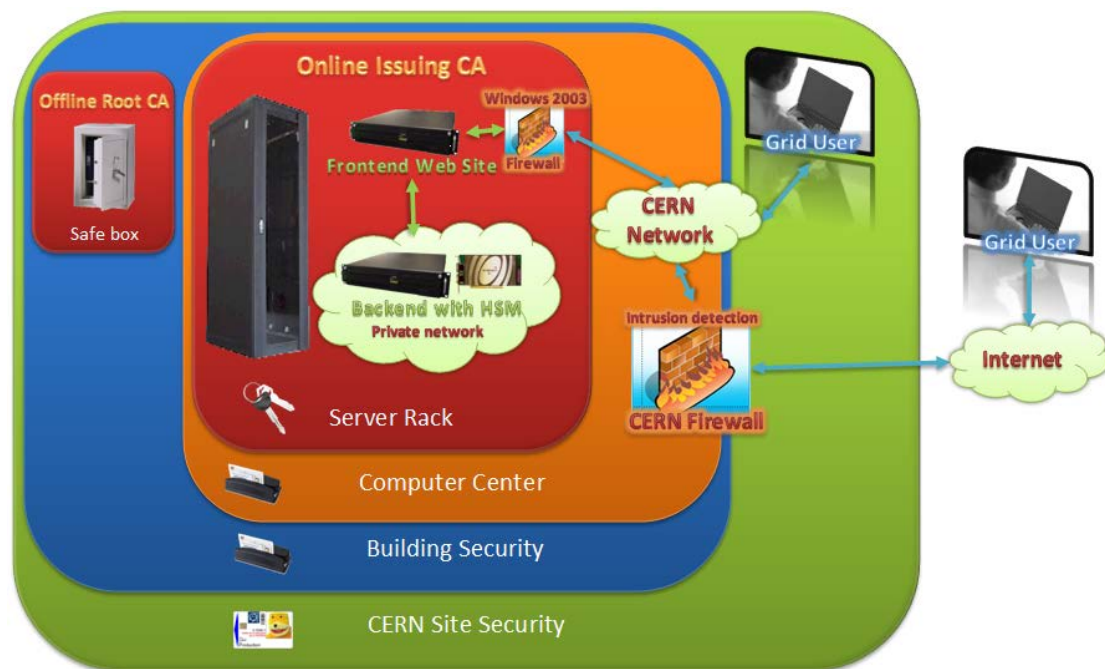 Online Issuing CA
Offline Root CA
Safe box
Windows 2003
Firewall
Frontend Web Site
Backend with HSM
Private network
Server Rack
CERN
Network
Grid User
Grid User
Internet
Intrusion detection
CERN Firewall
Computer Center
Building Security
CERN Site Security